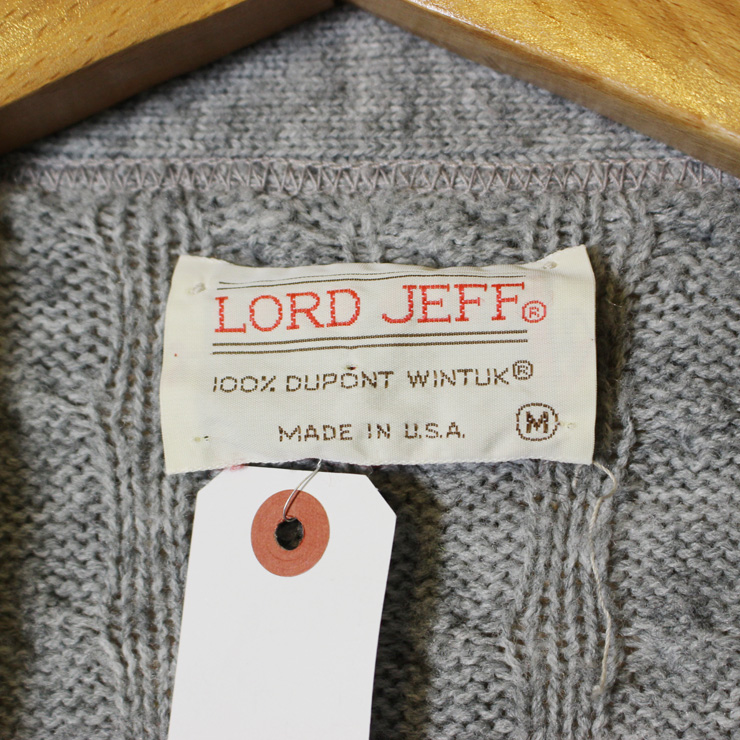 LORD JEFF®
100% DUPONT WINTUK®
MADE IN U.S.A. M